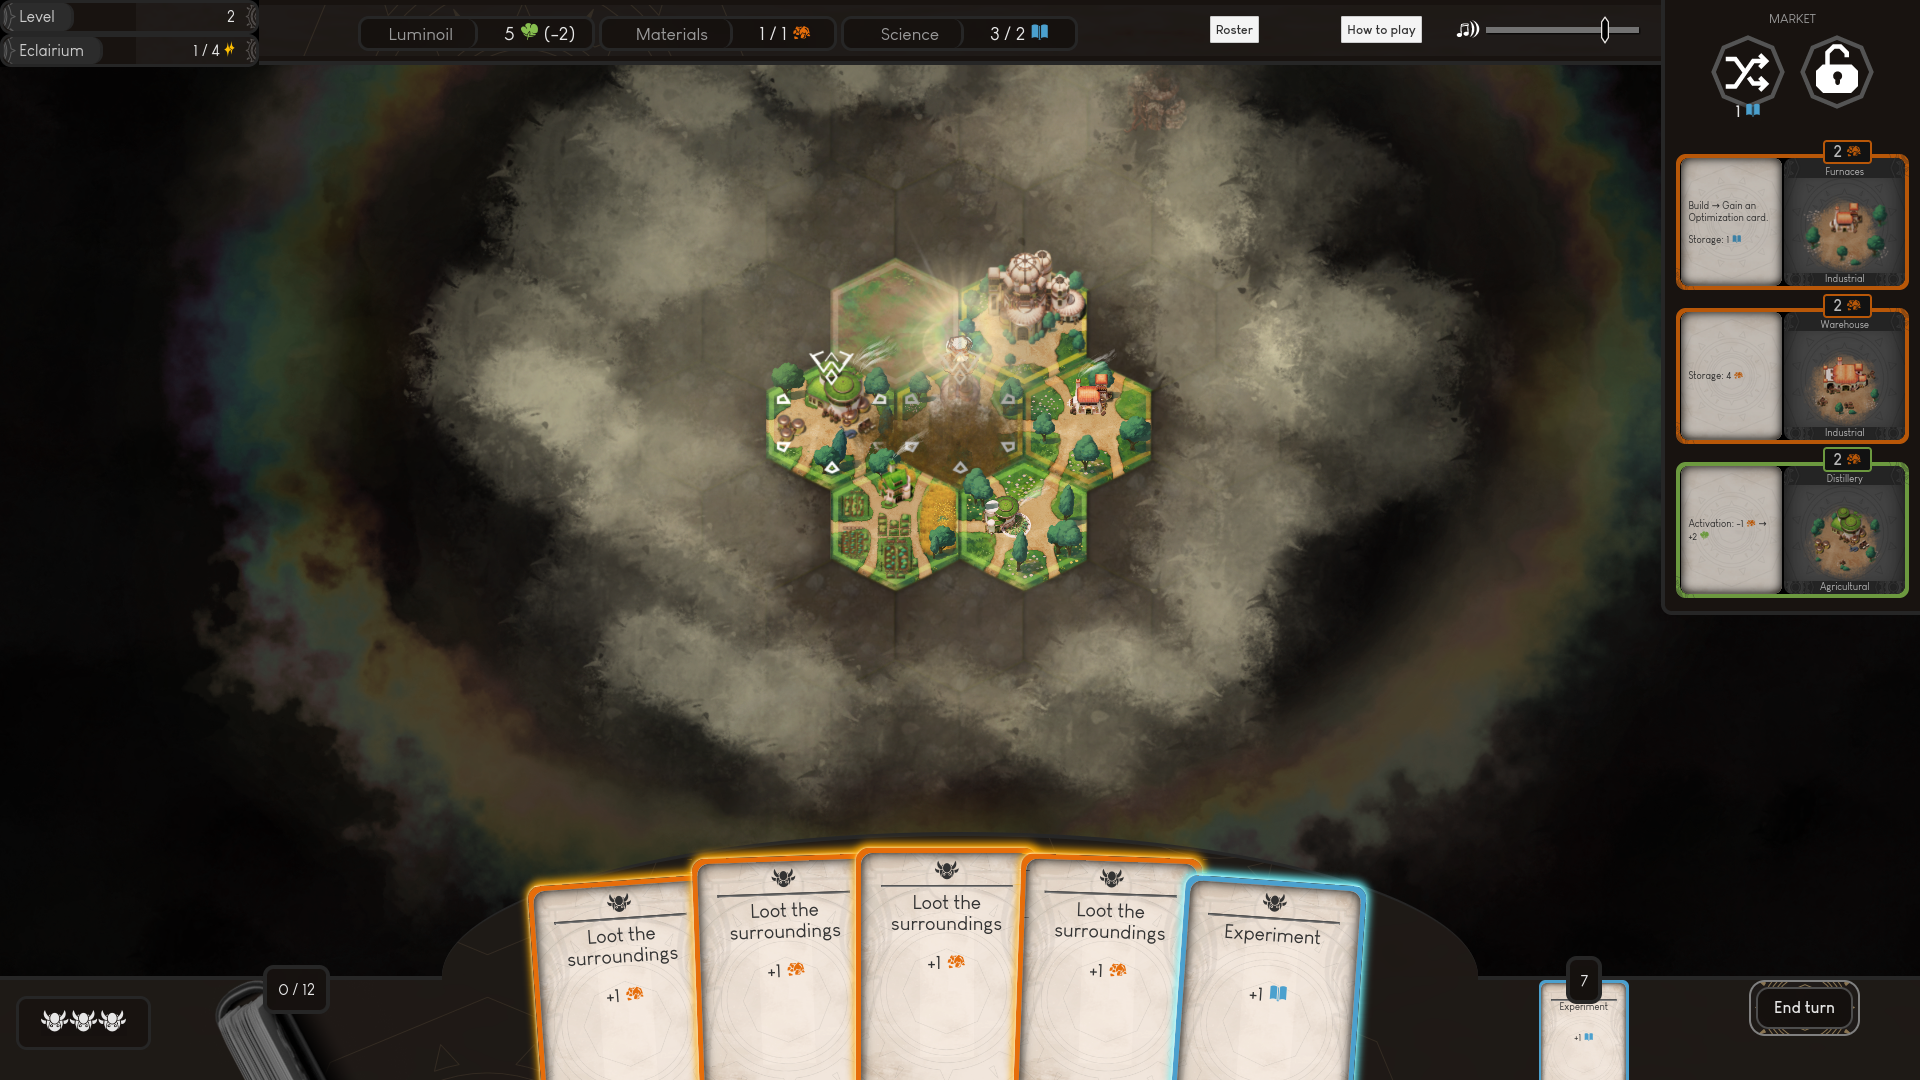 Level 2
Eclairium 1 / 4
Luminoil 5 (-2)
Materials 1 / 1
Science 3 / 2
Roster
How to play
MARKET
1
2
Furnaces
Build → Gain an
Optimization card.
Storage: 1
Industrial
2
Warehouse
Storage: 4
Industrial
2
Distillery
Activation: -1 →
+2
Agricultural
Loot the
surroundings
+1
Loot the
surroundings
+1
Loot the
surroundings
+1
Loot the
surroundings
+1
Experiment
+1
0 / 12
7
Experiment
+1
End turn